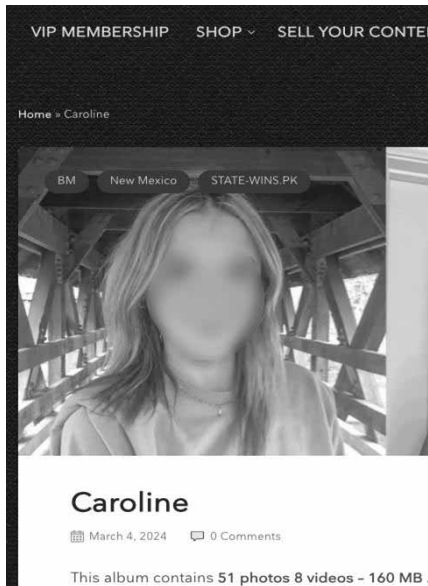 VIP MEMBERSHIP SHOP SELL YOUR
Home » Caroline
BM New Mexico STATE-WINS.PK
Caroline
March 4, 2024 0 Comments
This album contains 51 photos 8 videos – 160 MB